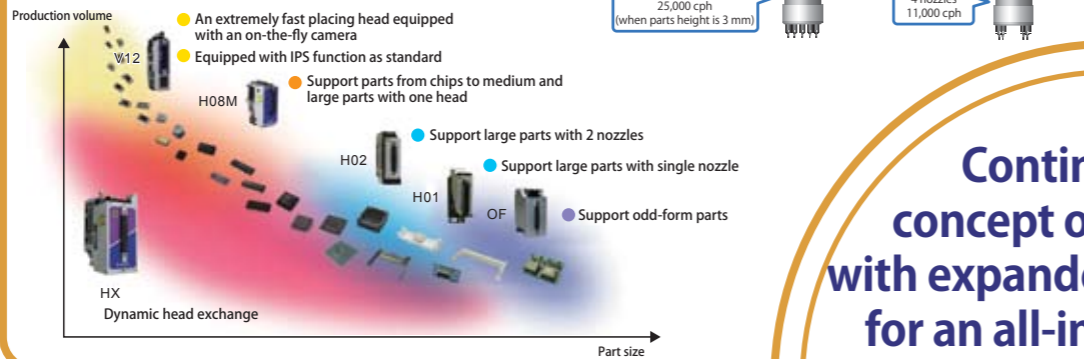 Production volume
An extremely fast placing head equipped
with an on-the-fly camera
V12
Equipped with IPS function as standard
Support parts from chips to medium and
large parts with one head
H08M
Support large parts with 2 nozzles
H02
Support large parts with single nozzle
H01
OF
Support odd-form parts
HX
Dynamic head exchange
Part size
25,000 cph
(when parts height is 3 mm)
4 nozzles
11,000 cph
concept o
with expande
for an all-in